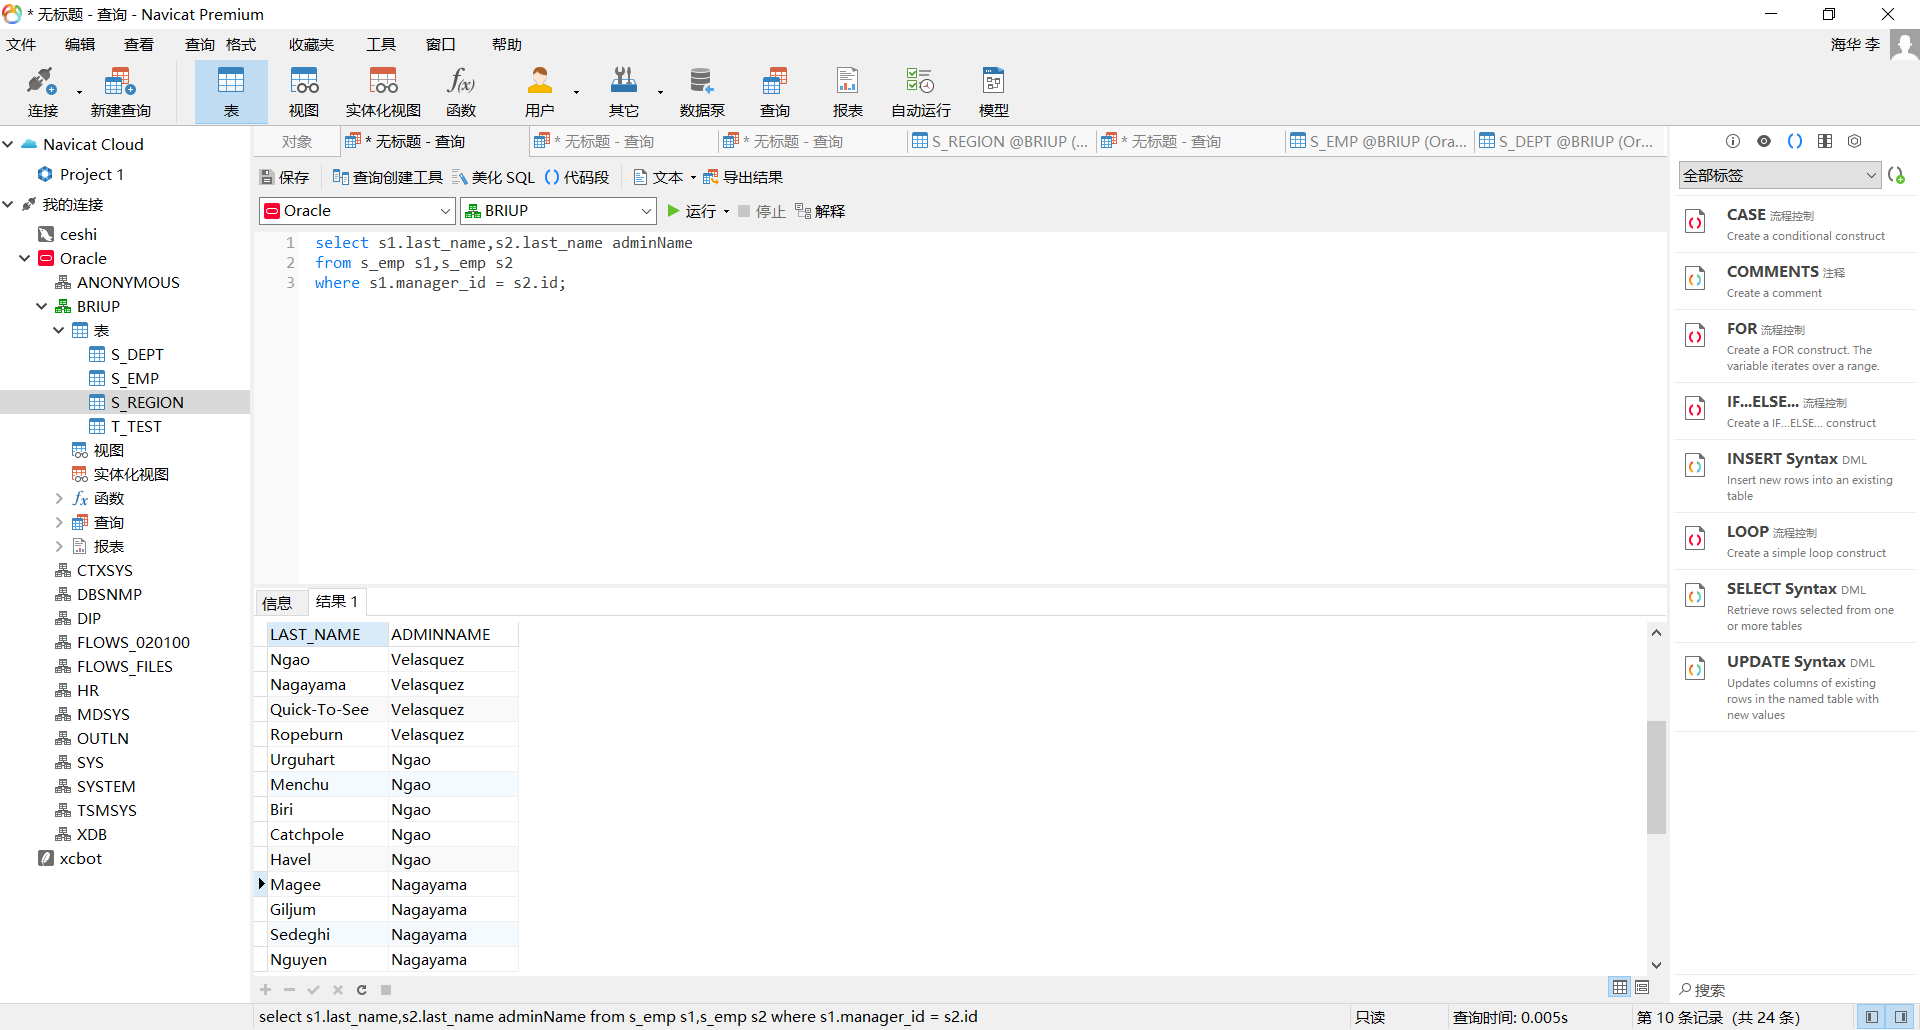 * 无标题 - 查询 - Navicat Premium
文件 编辑 查看 查询 格式 收藏夹 工具 窗口 帮助 海华 李
连接 新建查询 表 视图 实体化视图 函数 用户 其它 数据泵 查询 报表 自动运行 模型
Navicat Cloud
Project 1
我的连接
ceshi
Oracle
ANONYMOUS
BRIUP
表
S_DEPT
S_EMP
S_REGION
T_TEST
视图
实体化视图
函数
查询
报表
CTXSYS
DBSNMP
DIP
FLOWS_020100
FLOWS_FILES
HR
MDSYS
OUTLN
SYS
SYSTEM
TSMSYS
XDB
xcbot
对象 * 无标题 - 查询 * 无标题 - 查询 * 无标题 - 查询 S_REGION @BRIUP (... * 无标题 - 查询 S_EMP @BRIUP (Ora... S_DEPT @BRIUP (Or...
保存 查询创建工具 美化 SQL () 代码段 文本 导出结果
Oracle BRIUP 运行 停止 解释
1 select s1.last_name,s2.last_name adminName
2 from s_emp s1,s_emp s2
3 where s1.manager_id = s2.id;
信息 结果 1
LAST_NAME ADMINNAME
Ngao Velasquez
Nagayama Velasquez
Quick-To-See Velasquez
Ropeburn Velasquez
Urguhart Ngao
Menchu Ngao
Biri Ngao
Catchpole Ngao
Havel Ngao
Magee Nagayama
Giljum Nagayama
Sedeghi Nagayama
Nguyen Nagayama
全部标签
CASE 流程控制
Create a conditional construct
COMMENTS 注释
Create a comment
FOR 流程控制
Create a FOR construct. The
variable iterates over a range.
IF...ELSE... 流程控制
Create a IF...ELSE... construct
INSERT Syntax DML
Insert new rows into an existing
table
LOOP 流程控制
Create a simple loop construct
SELECT Syntax DML
Retrieve rows selected from one
or more tables
UPDATE Syntax DML
Updates columns of existing
rows in the named table with
new values
搜索
select s1.last_name,s2.last_name adminName from s_emp s1,s_emp s2 where s1.manager_id = s2.id 只读 查询时间: 0.005s 第 10 条记录 (共 24 条)